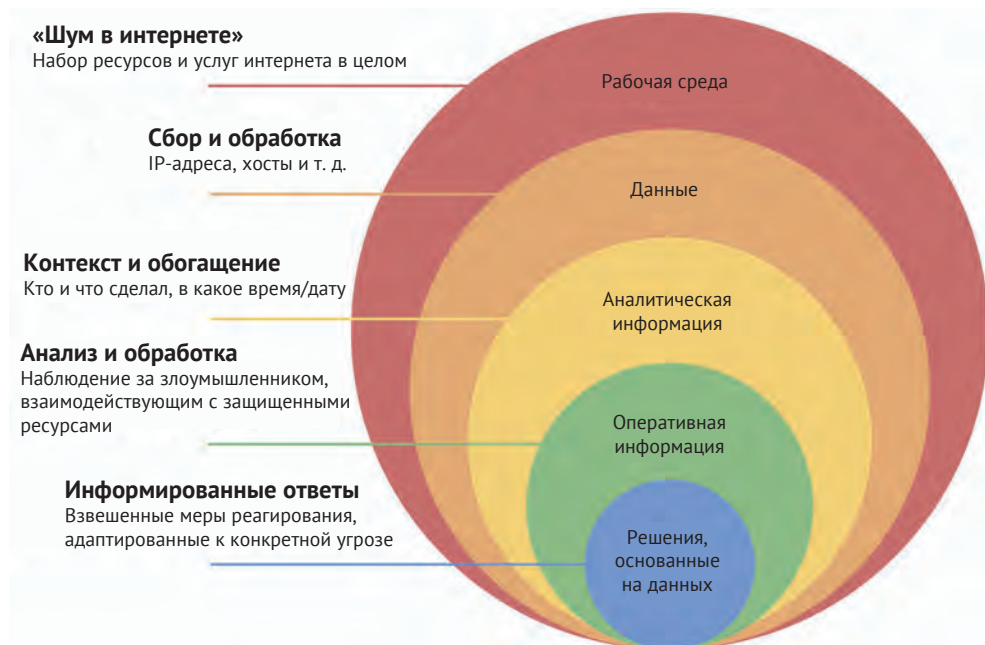 «Шум в интернете»
Набор ресурсов и услуг интернета в целом
Рабочая среда
Сбор и обработка
IP-адреса, хосты и т. д.
Данные
Контекст и обогащение
Кто и что сделал, в какое время/дату
Аналитическая
информация
Анализ и обработка
Наблюдение за злоумышленником,
взаимодействующим с защищенными
ресурсами
Оперативная
информация
Информированные ответы
Взвешенные меры реагирования,
адаптированные к конкретной угрозе
Решения,
основанные
на данных